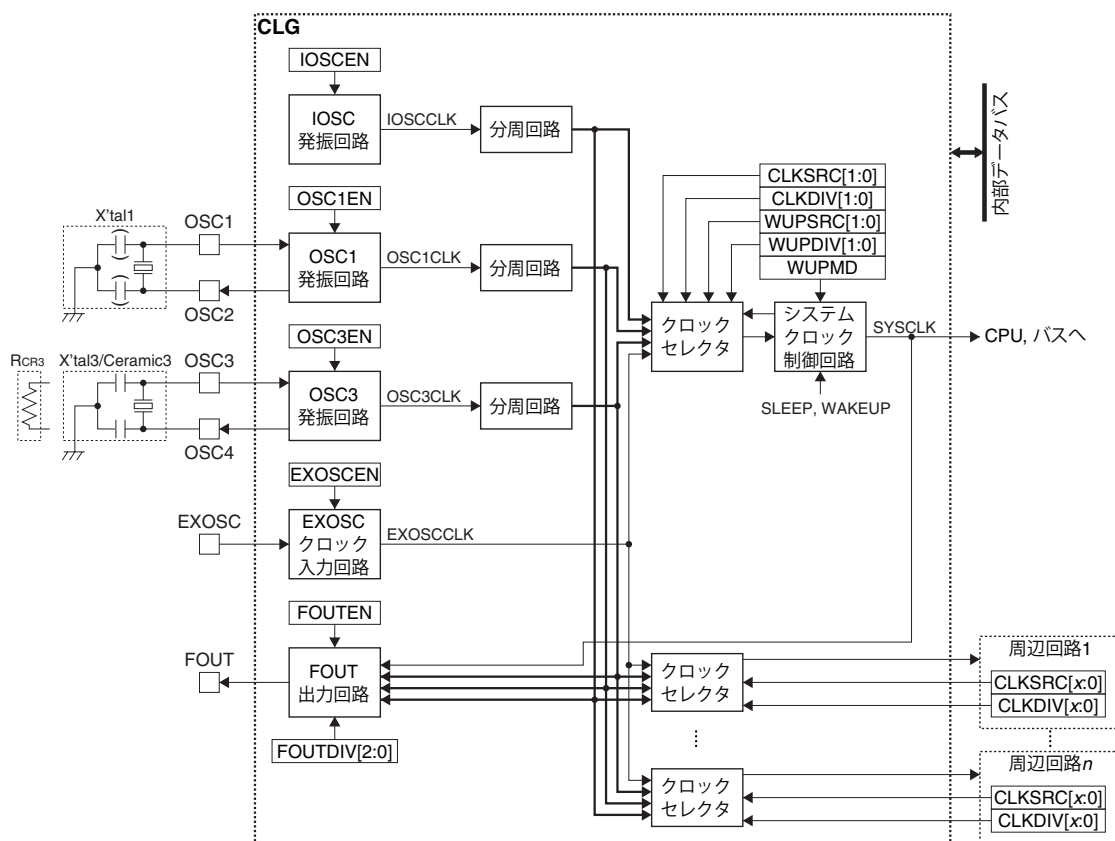 CLG
IOSCEN
IOSC
発振回路
IOSCCLK
分周回路
内部データバス
CLKSRC[1:0]
CLKDIV[1:0]
WUPSRC[1:0]
WUPDIV[1:0]
WUPMD
OSC1EN
X'tal1
OSC1
OSC2
OSC1
発振回路
OSC1CLK
分周回路
クロック
セレクタ
システム
クロック
制御回路
SYSCLK
CPU, バスへ
SLEEP, WAKEUP
OSC3EN
RCR3
X'tal3/Ceramic3
OSC3
OSC4
OSC3
発振回路
OSC3CLK
分周回路
EXOSCEN
EXOSC
EXOSC
クロック
入力回路
EXOSCCLK
FOUTEN
FOUT
FOUT
出力回路
FOUTDIV[2:0]
クロック
セレクタ
周辺回路1
CLKSRC[x:0]
CLKDIV[x:0]
クロック
セレクタ
周辺回路n
CLKSRC[x:0]
CLKDIV[x:0]